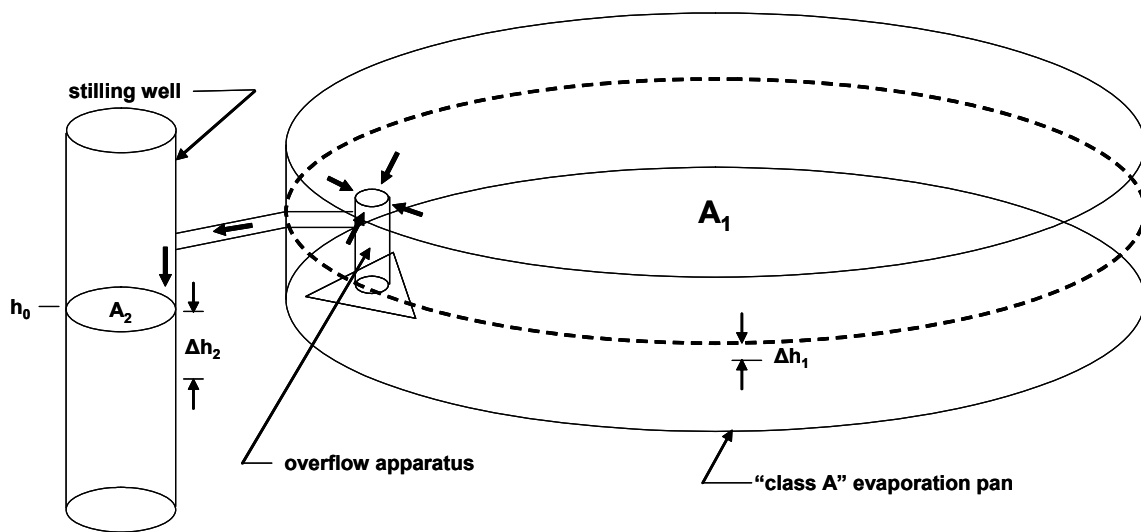 stilling well
A₁
h₀
A₂
Δh₂
Δh₁
overflow apparatus
“class A” evaporation pan